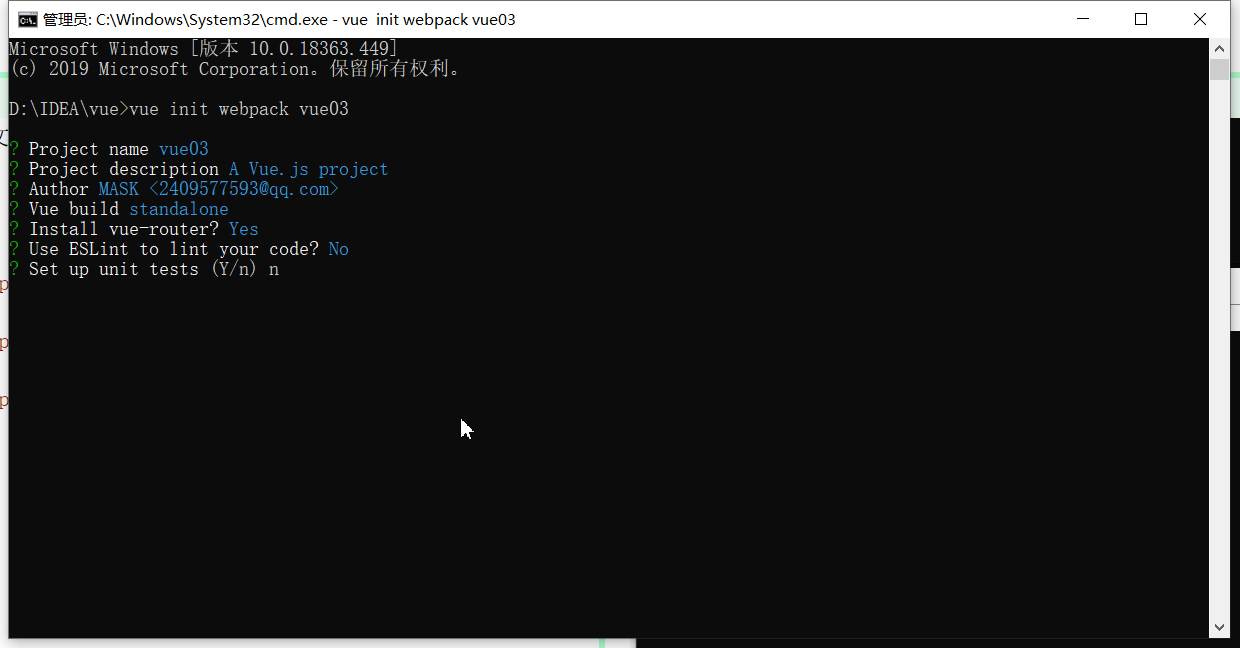 管理员: C:\Windows\System32\cmd.exe - vue  init webpack vue03
Microsoft Windows [版本 10.0.18363.449]
(c) 2019 Microsoft Corporation。保留所有权利。
D:\IDEA\vue>vue init webpack vue03
? Project name vue03
? Project description A Vue.js project
? Author MASK <2409577593@qq.com>
? Vue build standalone
? Install vue-router? Yes
? Use ESLint to lint your code? No
? Set up unit tests (Y/n) n
p
p
p